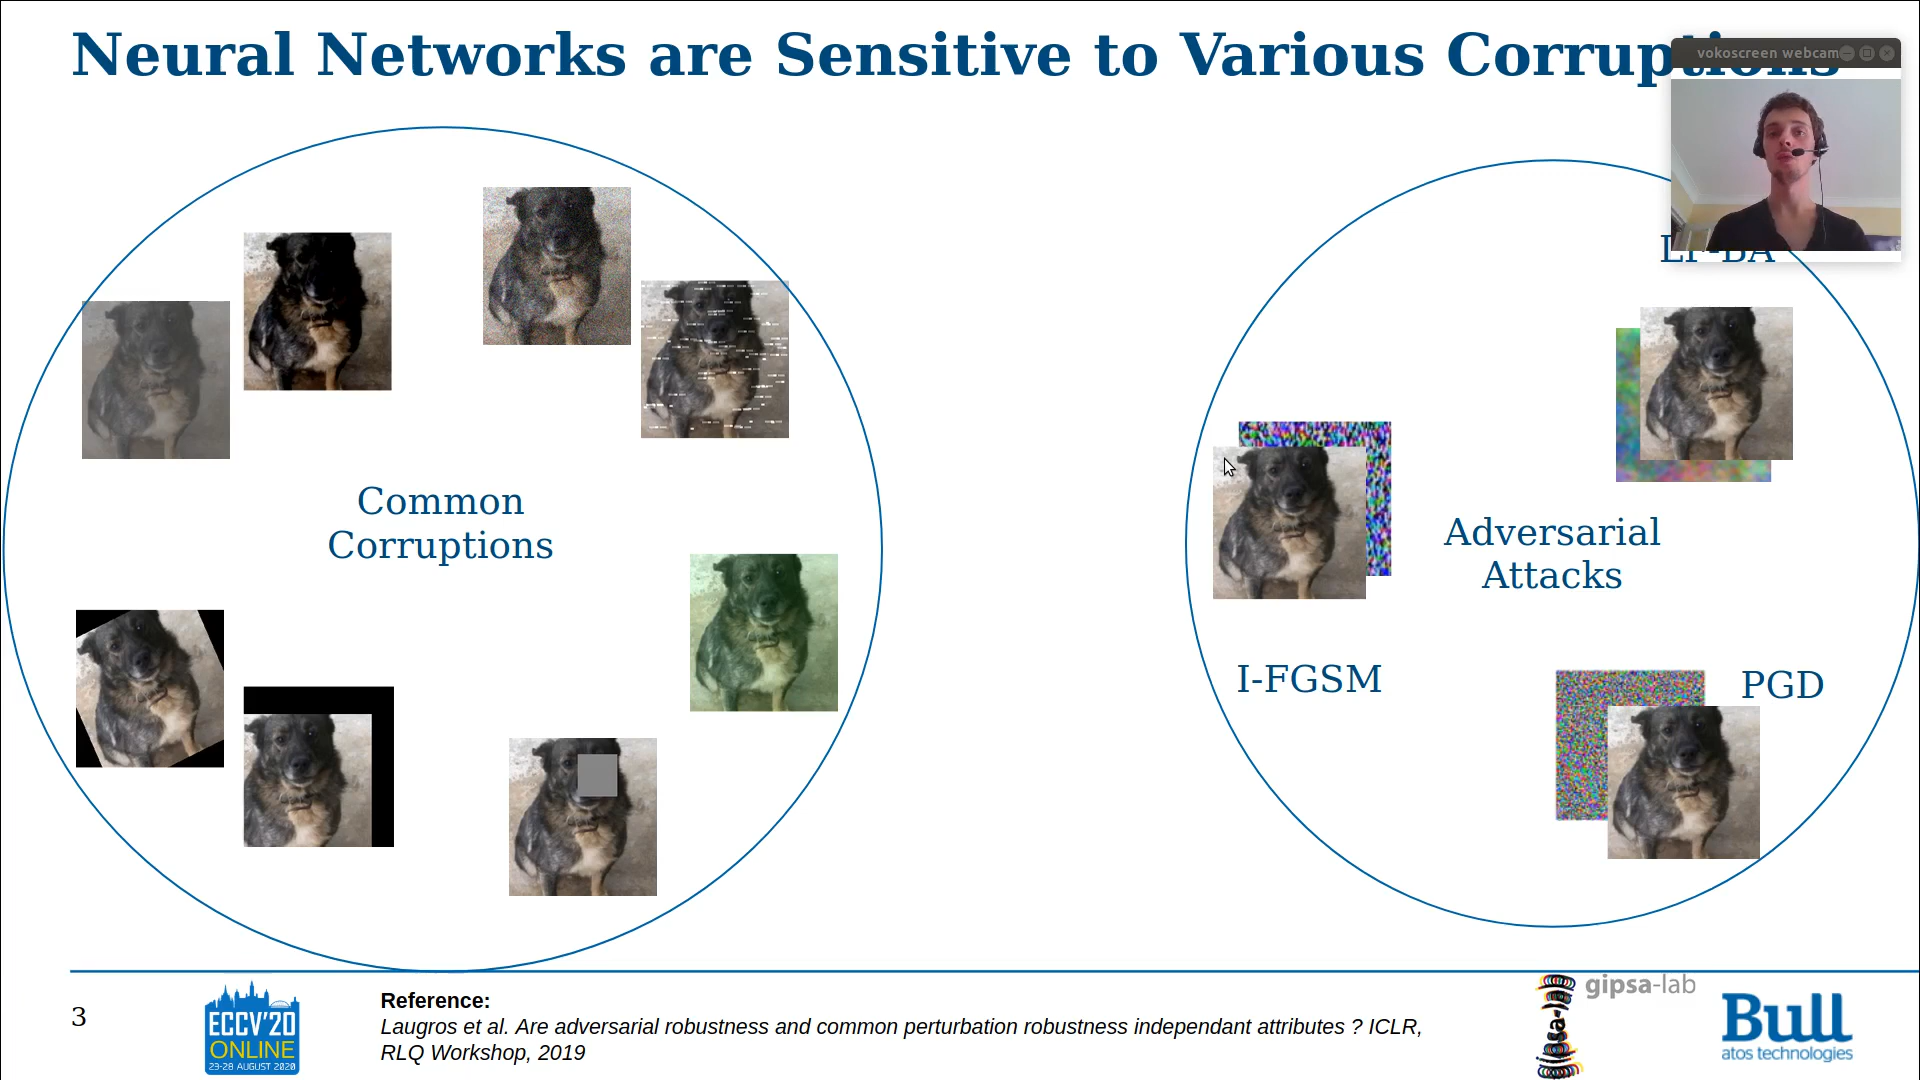 Neural Networks are Sensitive to Various Corruptions
vokoscreen webcam
LF-BA
Common
Corruptions
Adversarial
Attacks
I-FGSM
PGD
3
ECCV'20
ONLINE
23-28 AUGUST 2020
Reference:
Laugros et al. Are adversarial robustness and common perturbation robustness independant attributes ? ICLR,
RLQ Workshop, 2019
gipsa-lab
Bull
atos technologies